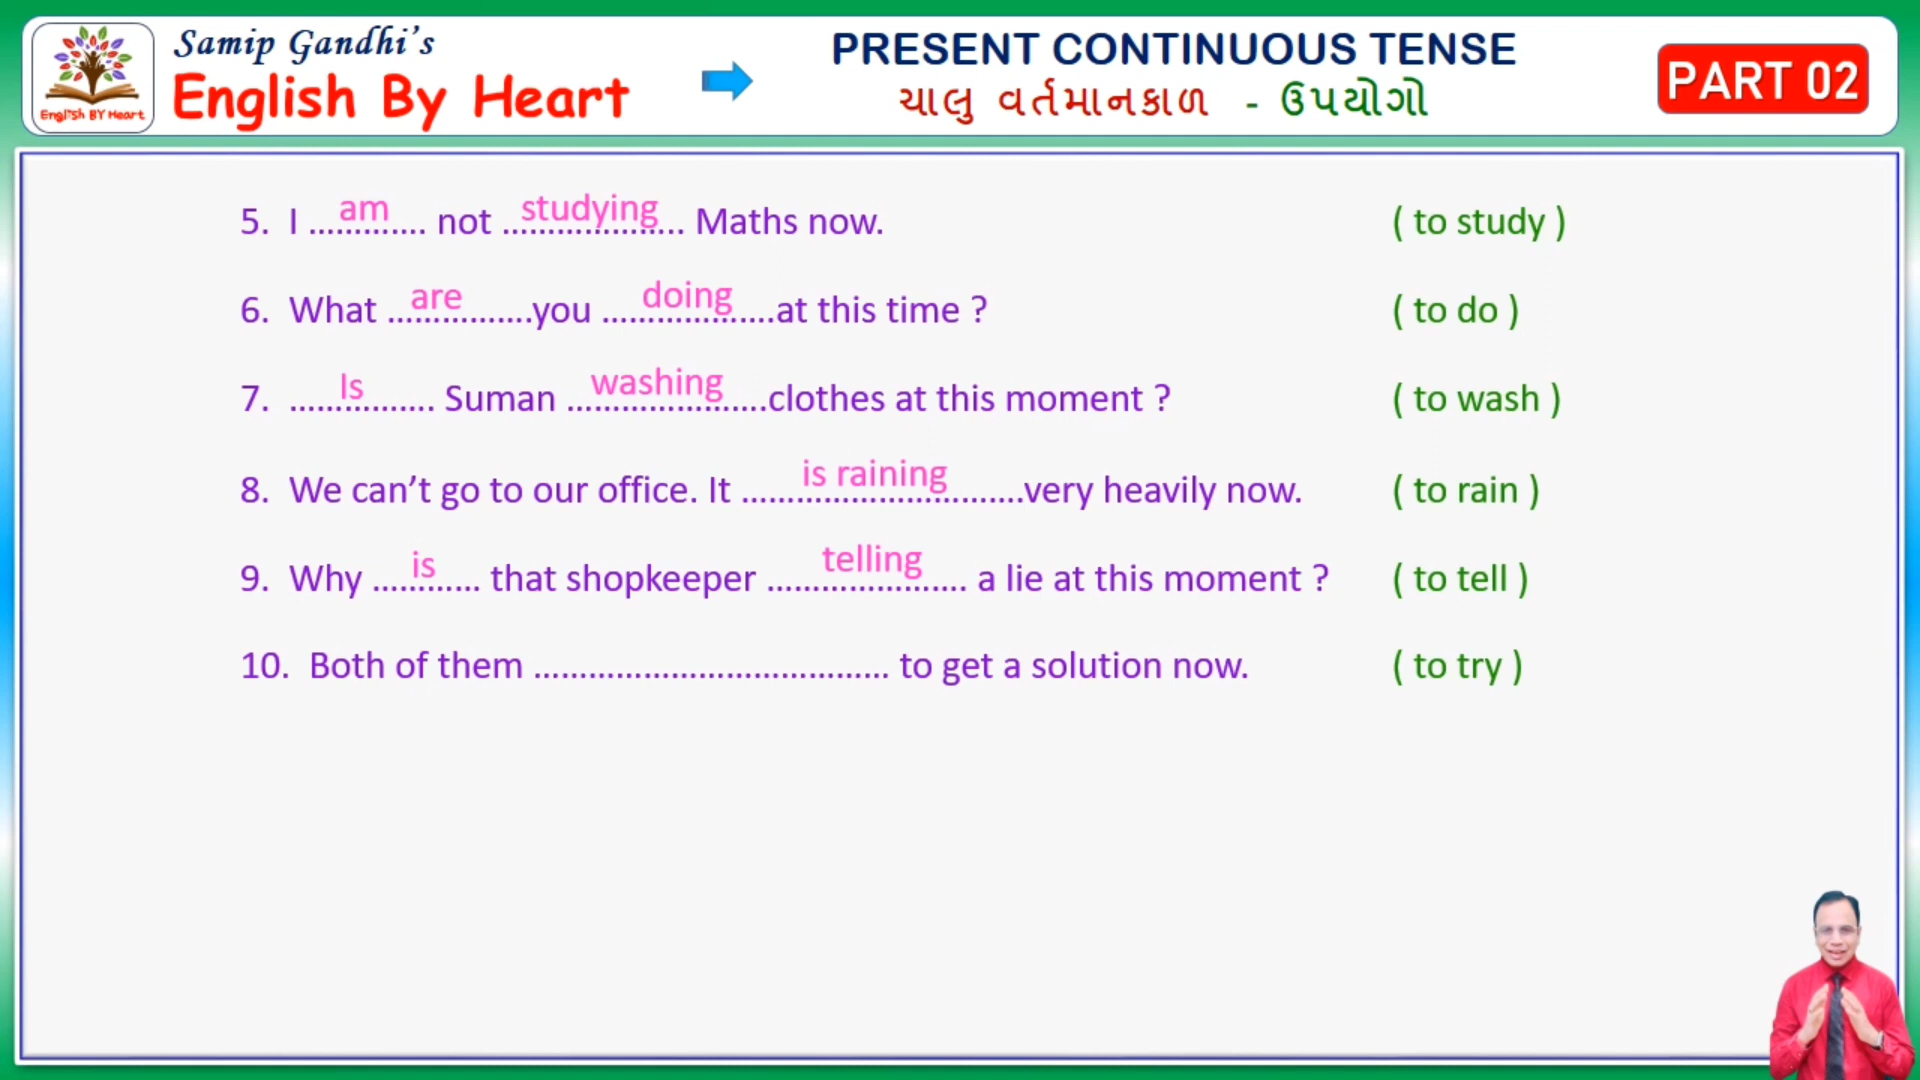 English BY Heart
Samip Gandhi's
English By Heart
PRESENT CONTINUOUS TENSE
ચાલુ વર્તમાનકાળ - ઉપયોગો
PART 02
5. I ...am... not ...studying... Maths now. ( to study )
6. What ...are...you ...doing...at this time ? ( to do )
7. ...Is... Suman ...washing...clothes at this moment ? ( to wash )
8. We can't go to our office. It ...is raining...very heavily now. ( to rain )
9. Why ...is... that shopkeeper ...telling... a lie at this moment ? ( to tell )
10. Both of them ....................................... to get a solution now. ( to try )